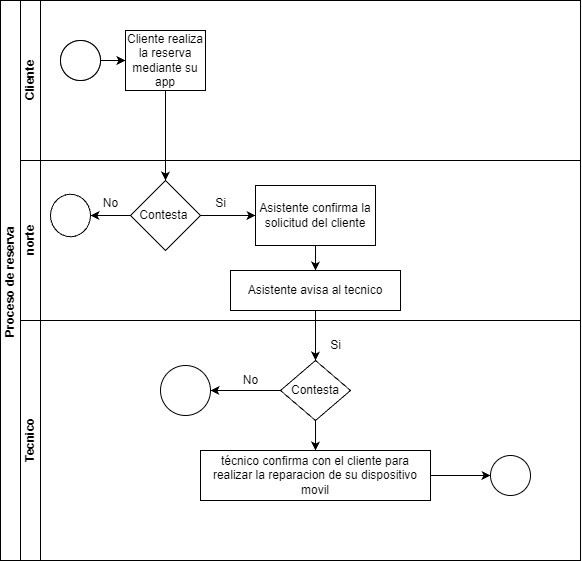 Proceso de reserva
Cliente
Cliente realiza
la reserva
mediante su
app
norte
No
Contesta
Si
Asistente confirma la
solicitud del cliente
Asistente avisa al tecnico
Tecnico
Si
No
Contesta
técnico confirma con el cliente para
realizar la reparacion de su dispositivo
movil